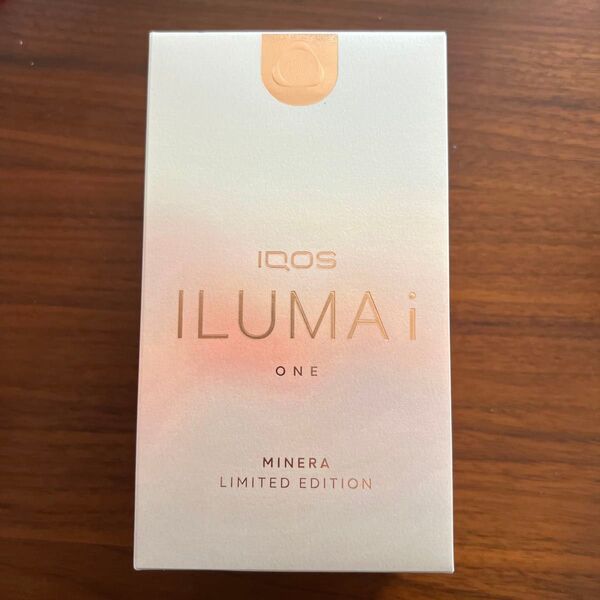 IQOS
ILUMA i
ONE
MINERA
LIMITED EDITION